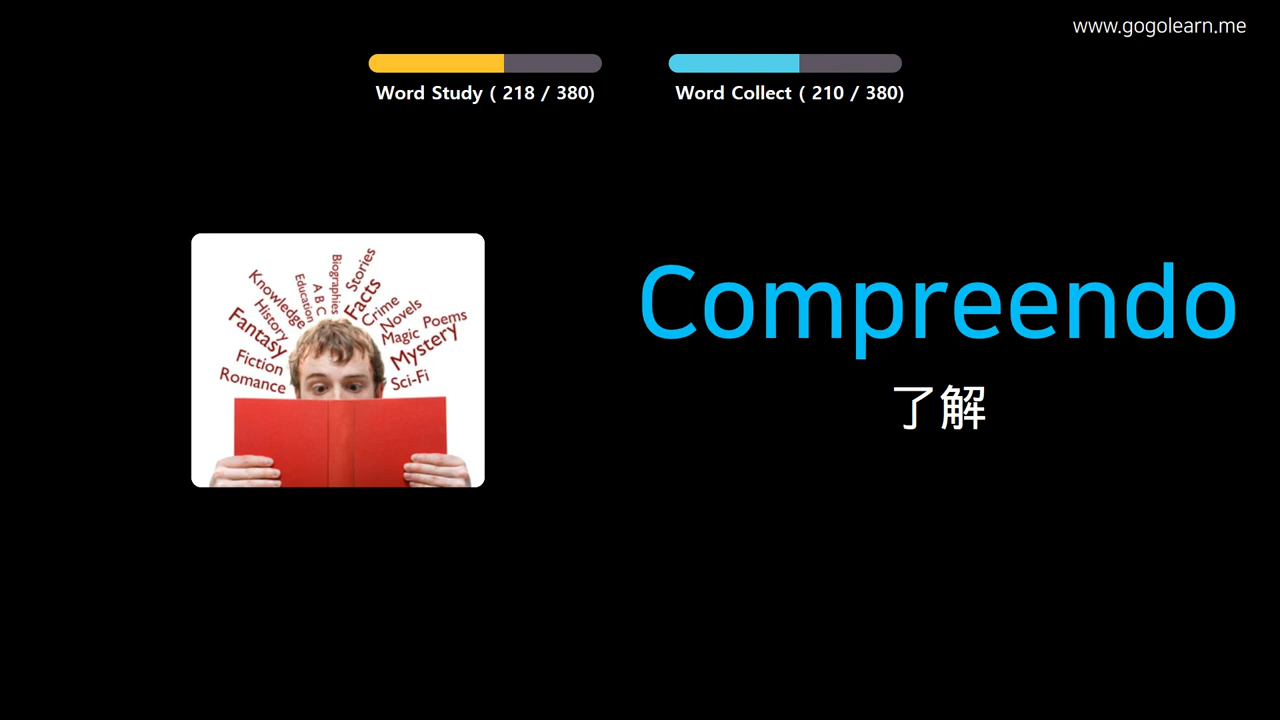 www.gogolearn.me
Word Study ( 218 / 380)
Word Collect ( 210 / 380)
Compreendo
了解
Knowledge
History
Fantasy
Fiction
Romance
Education
A B C
Biographies
Stories
Facts
Crime
Novels
Magic
Poems
Mystery
Sci-Fi